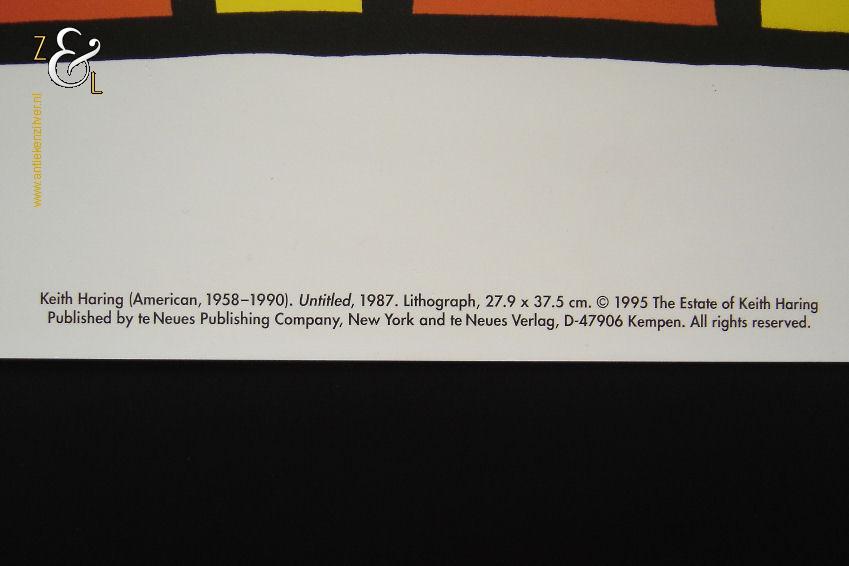 Z & L
www.antiekenzilver.nl
Keith Haring (American, 1958–1990). Untitled, 1987. Lithograph, 27.9 x 37.5 cm. © 1995 The Estate of Keith Haring
Published by te Neues Publishing Company, New York and te Neues Verlag, D-47906 Kempen. All rights reserved.